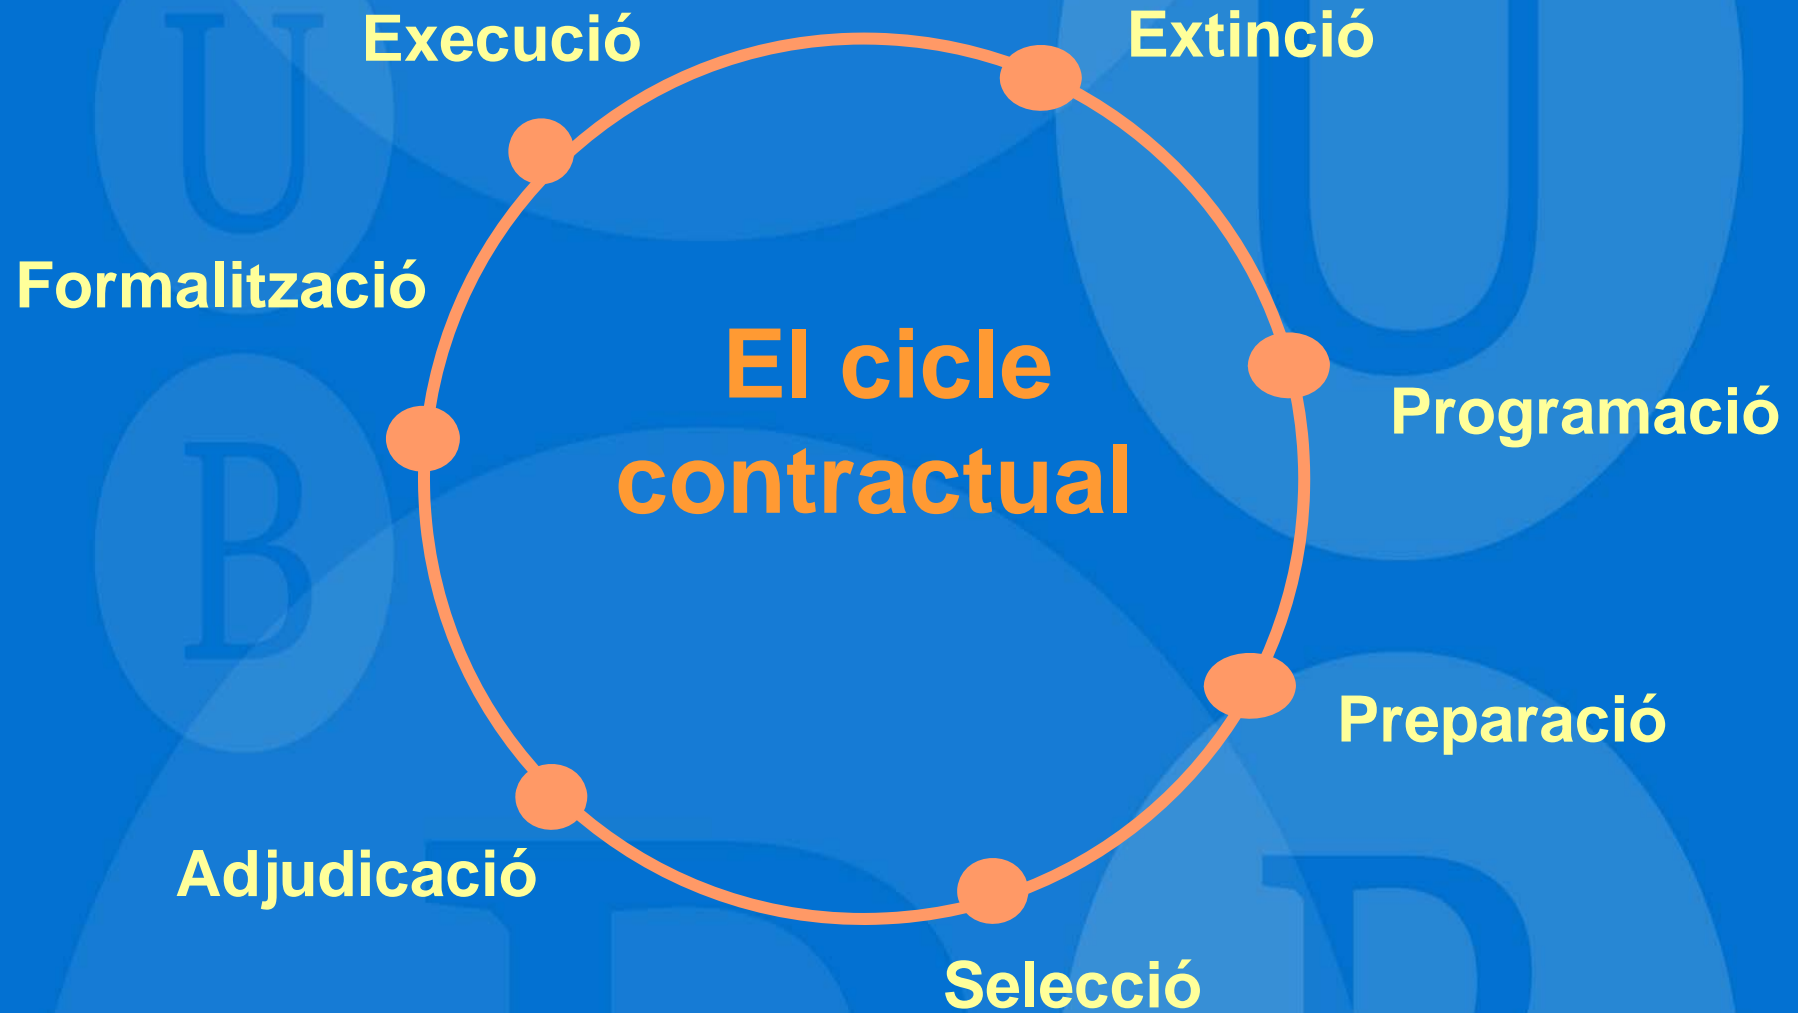 Execució
Extinció
Formalització
El cicle
contractual
Programació
Preparació
Adjudicació
Selecció
U
B
U
B
B